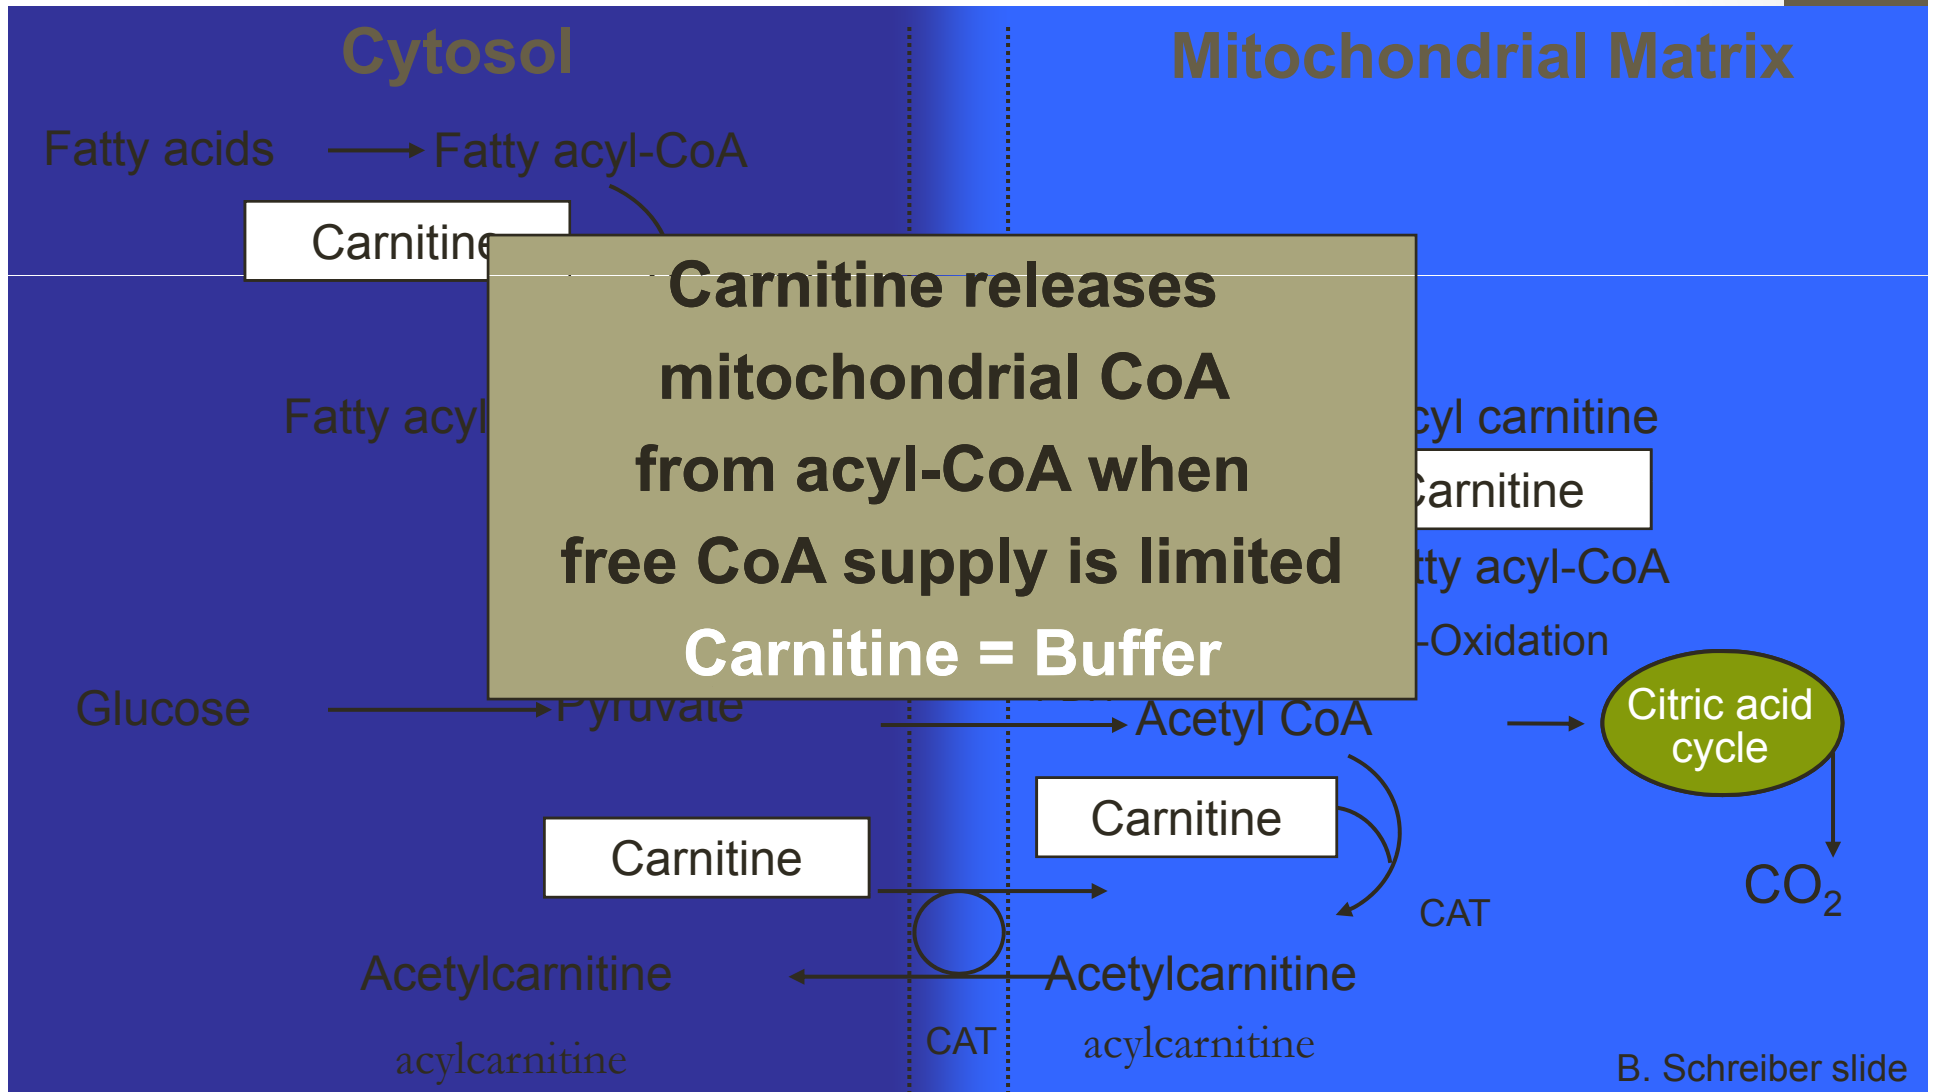 Cytosol
Mitochondrial Matrix
Fatty acids
Fatty acyl-CoA
Carnitine
Carnitine releases
mitochondrial CoA
from acyl-CoA when
free CoA supply is limited
Carnitine = Buffer
Fatty acyl
cyl carnitine
Carnitine
tty acyl-CoA
-Oxidation
Glucose
Pyruvate
Acetyl CoA
Citric acid
cycle
Carnitine
Carnitine
CO2
CAT
Acetylcarnitine
Acetylcarnitine
CAT
acylcarnitine
acylcarnitine
B. Schreiber slide